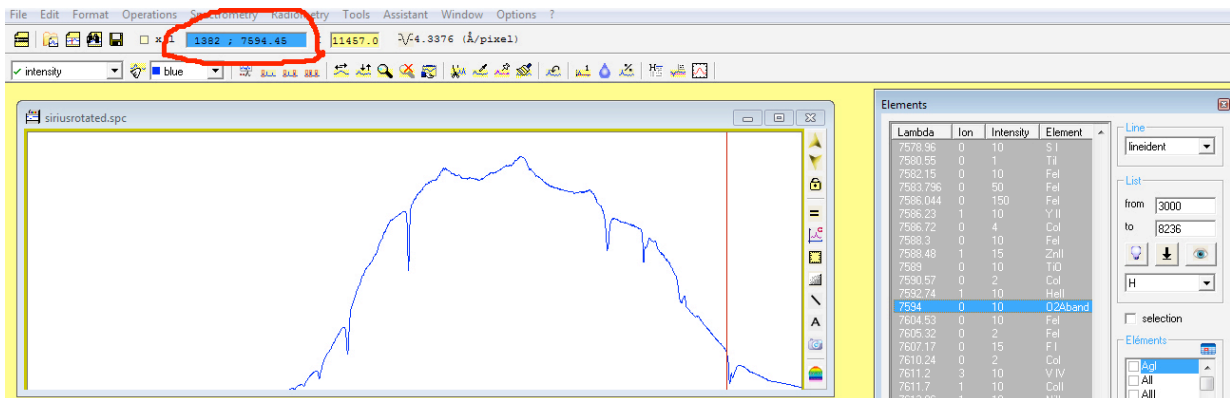 File Edit Format Operations Spectrometry Radiometry Tools Assistant Window Options ?
1382 ; 7594.45 11457.0 4.3376 (Å/pixel)
intensity blue
siriusrotated.spc
A
Elements
Lambda Ion Intensity Element
7578.96 0 10 S I
7580.55 0 1 TiI
7582.15 0 10 FeI
7583.796 0 50 FeI
7586.044 0 150 FeI
7586.23 1 10 Y II
7586.72 0 4 CoI
7588.3 0 10 FeI
7588.48 1 15 ZnII
7589 0 10 TiO
7590.57 0 2 CoI
7592.74 1 10 HeII
7594 0 10 O2Aband
7604.53 0 10 FeI
7605.32 0 2 FeI
7607.17 0 15 F I
7610.24 0 2 CoI
7611.2 3 10 V IV
7611.7 1 10 CoII
Line
lineident
List
from 3000
to 8236
H
selection
Eléments
AgI
AlI
AlII